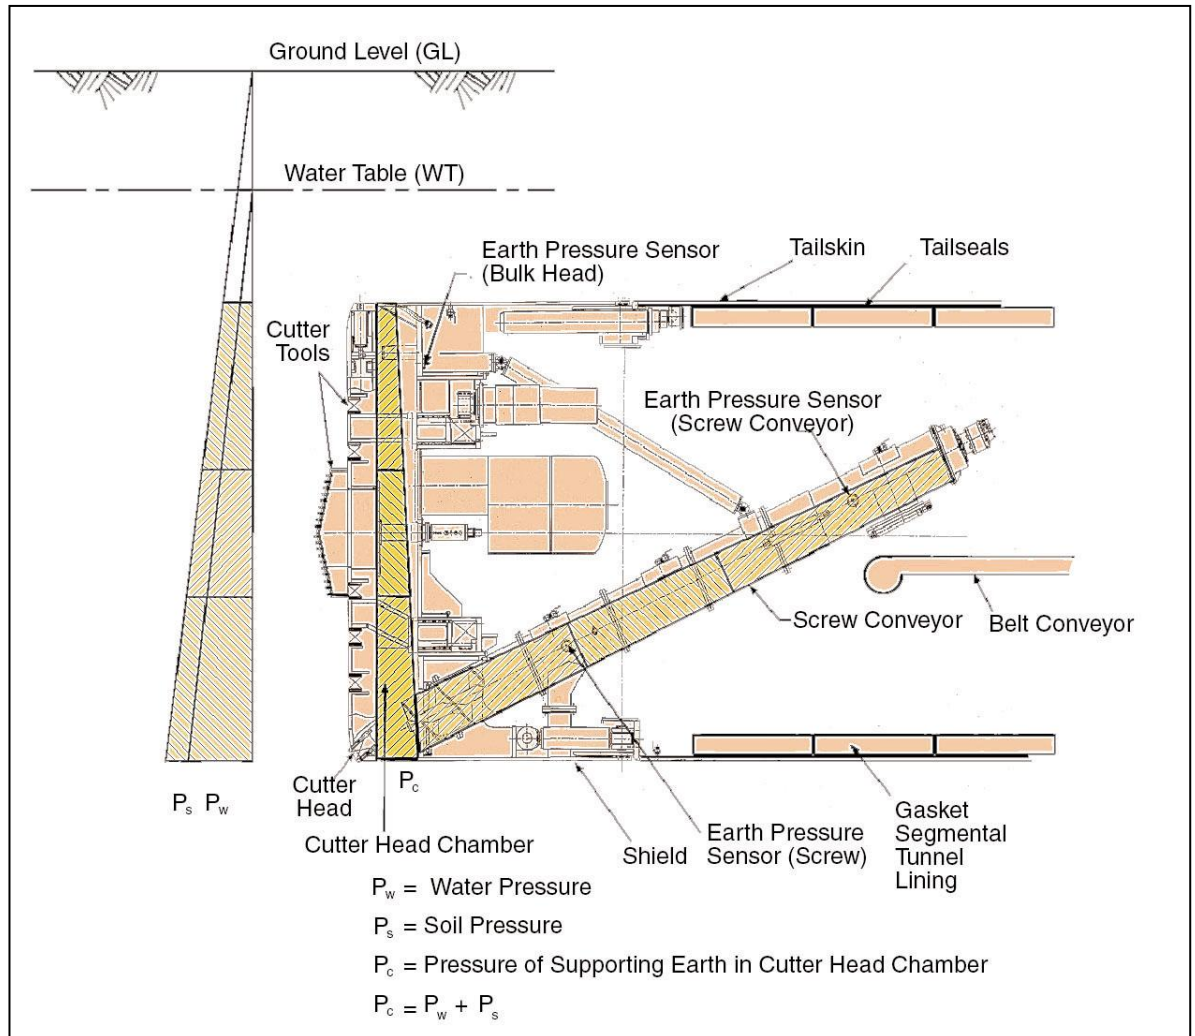 Ground Level (GL)
Water Table (WT)
Earth Pressure Sensor
(Bulk Head)
Tailskin
Tailseals
Cutter
Tools
Earth Pressure Sensor
(Screw Conveyor)
Screw Conveyor
Belt Conveyor
Ps Pw
Cutter
Head
Pc
Cutter Head Chamber
Shield
Earth Pressure
Sensor (Screw)
Gasket
Segmental
Tunnel
Lining
Pw = Water Pressure
Ps = Soil Pressure
Pc = Pressure of Supporting Earth in Cutter Head Chamber
Pc = Pw + Ps